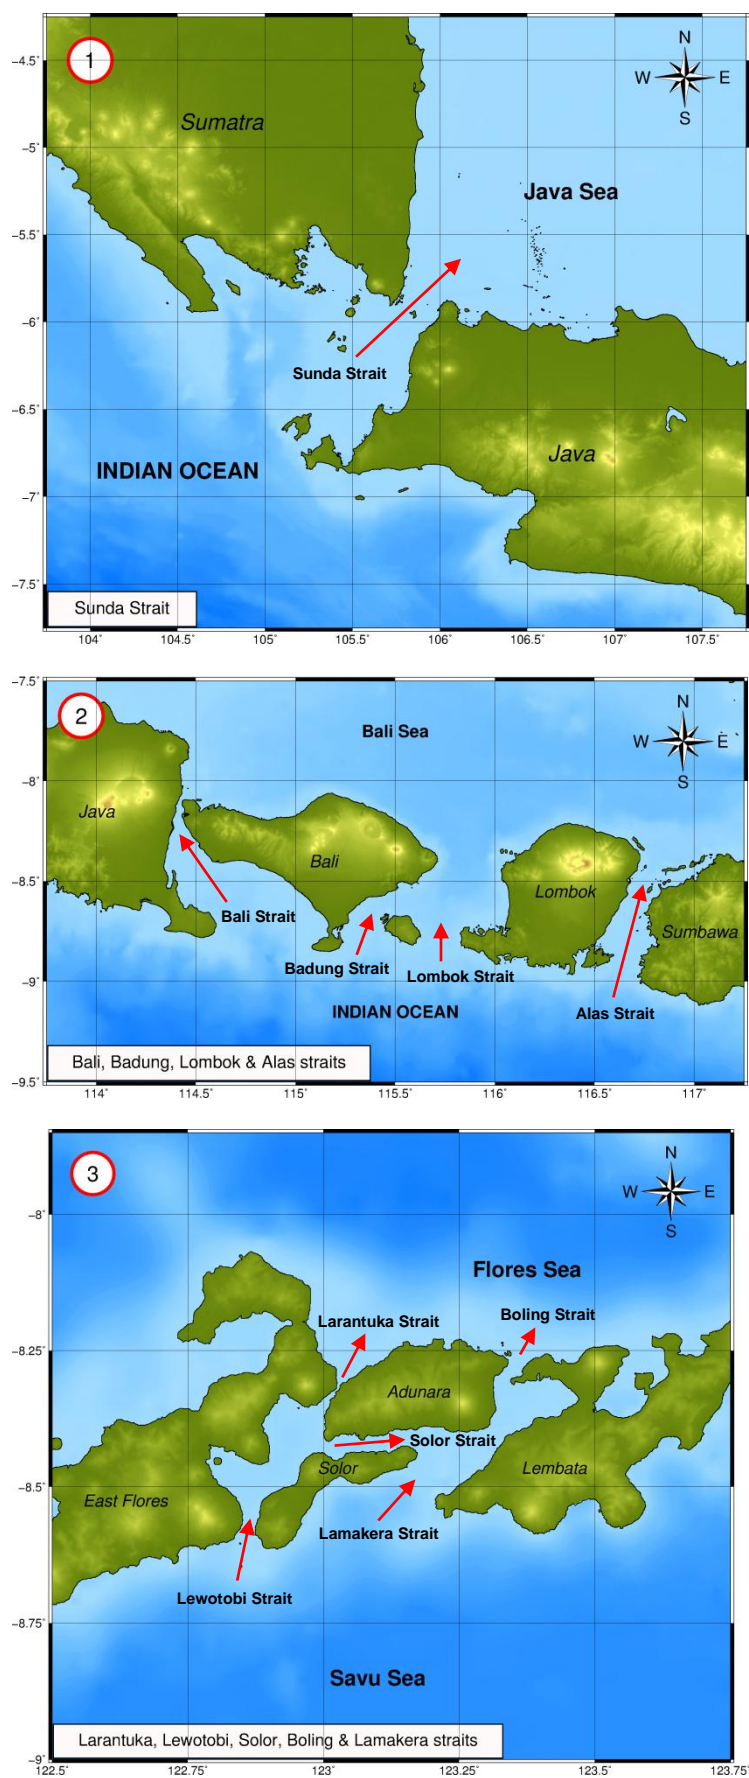 1
N
W E
S
Sumatra
Java Sea
Sunda Strait
INDIAN OCEAN
Java
Sunda Strait
−4.5˚
−5˚
−5.5˚
−6˚
−6.5˚
−7˚
−7.5˚
104˚ 104.5˚ 105˚ 105.5˚ 106˚ 106.5˚ 107˚ 107.5˚
2
N
W E
S
Bali Sea
Java
Bali
Lombok
Sumbawa
Bali Strait
Badung Strait
Lombok Strait
Alas Strait
INDIAN OCEAN
Bali, Badung, Lombok & Alas straits
−7.5˚
−8˚
−8.5˚
−9˚
−9.5˚
114˚ 114.5˚ 115˚ 115.5˚ 116˚ 116.5˚ 117˚
3
N
W E
S
Flores Sea
Larantuka Strait
Boling Strait
Adunara
Solor Strait
Solor
Lembata
East Flores
Lamakera Strait
Lewotobi Strait
Savu Sea
Larantuka, Lewotobi, Solor, Boling & Lamakera straits
−8˚
−8.25˚
−8.5˚
−8.75˚
−9˚
122.5˚ 122.75˚ 123˚ 123.25˚ 123.5˚ 123.75˚